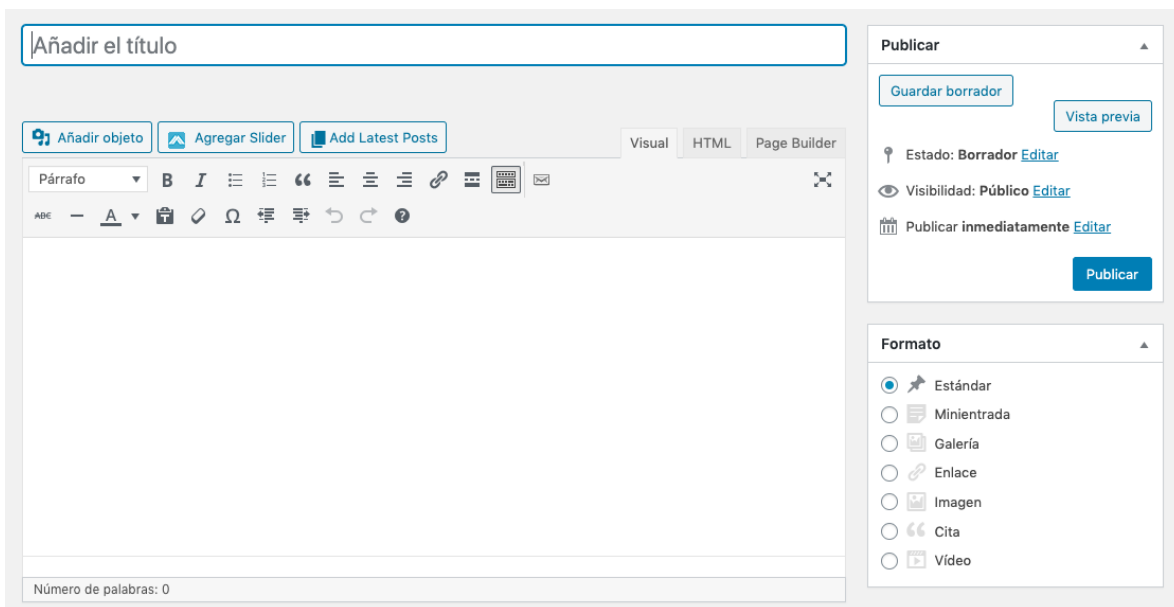 Añadir el título
Añadir objeto
Agregar Slider
Add Latest Posts
Visual
HTML
Page Builder
Párrafo
B I
ABC A Ω
Número de palabras: 0
Publicar
Guardar borrador
Vista previa
Estado: Borrador Editar
Visibilidad: Público Editar
Publicar inmediatamente Editar
Publicar
Formato
Estándar
Minientrada
Galería
Enlace
Imagen
Cita
Vídeo